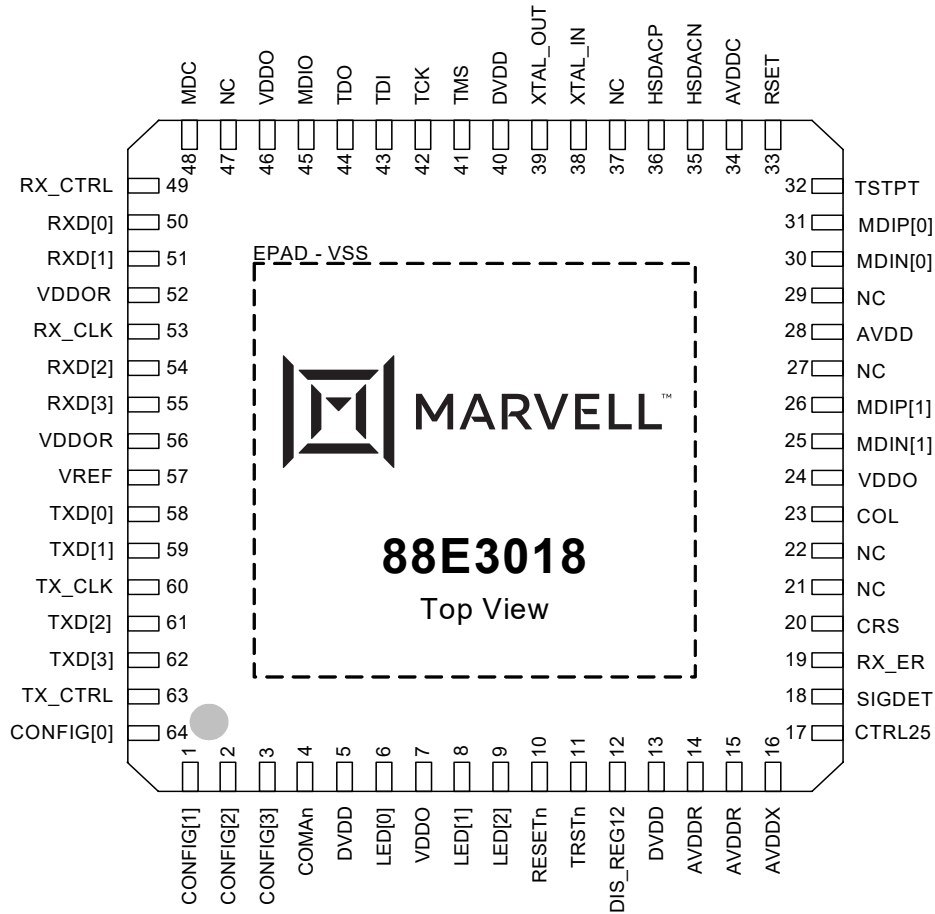 MDC
NC
VDDO
MDIO
TDO
TDI
TCK
TMS
DVDD
XTAL_OUT
XTAL_IN
NC
HSDACP
HSDACN
AVDDC
RSET
48
47
46
45
44
43
42
41
40
39
38
37
36
35
34
33
RX_CTRL 49
RXD[0] 50
RXD[1] 51
VDDOR 52
RX_CLK 53
RXD[2] 54
RXD[3] 55
VDDOR 56
VREF 57
TXD[0] 58
TXD[1] 59
TX_CLK 60
TXD[2] 61
TXD[3] 62
TX_CTRL 63
CONFIG[0] 64
EPAD - VSS
MARVELL™
88E3018
Top View
32 TSTPT
31 MDIP[0]
30 MDIN[0]
29 NC
28 AVDD
27 NC
26 MDIP[1]
25 MDIN[1]
24 VDDO
23 COL
22 NC
21 NC
20 CRS
19 RX_ER
18 SIGDET
17 CTRL25
1
2
3
4
5
6
7
8
9
10
11
12
13
14
15
16
CONFIG[1]
CONFIG[2]
CONFIG[3]
COMAn
DVDD
LED[0]
VDDO
LED[1]
LED[2]
RESETn
TRSTn
DIS_REG12
DVDD
AVDDR
AVDDR
AVDDX